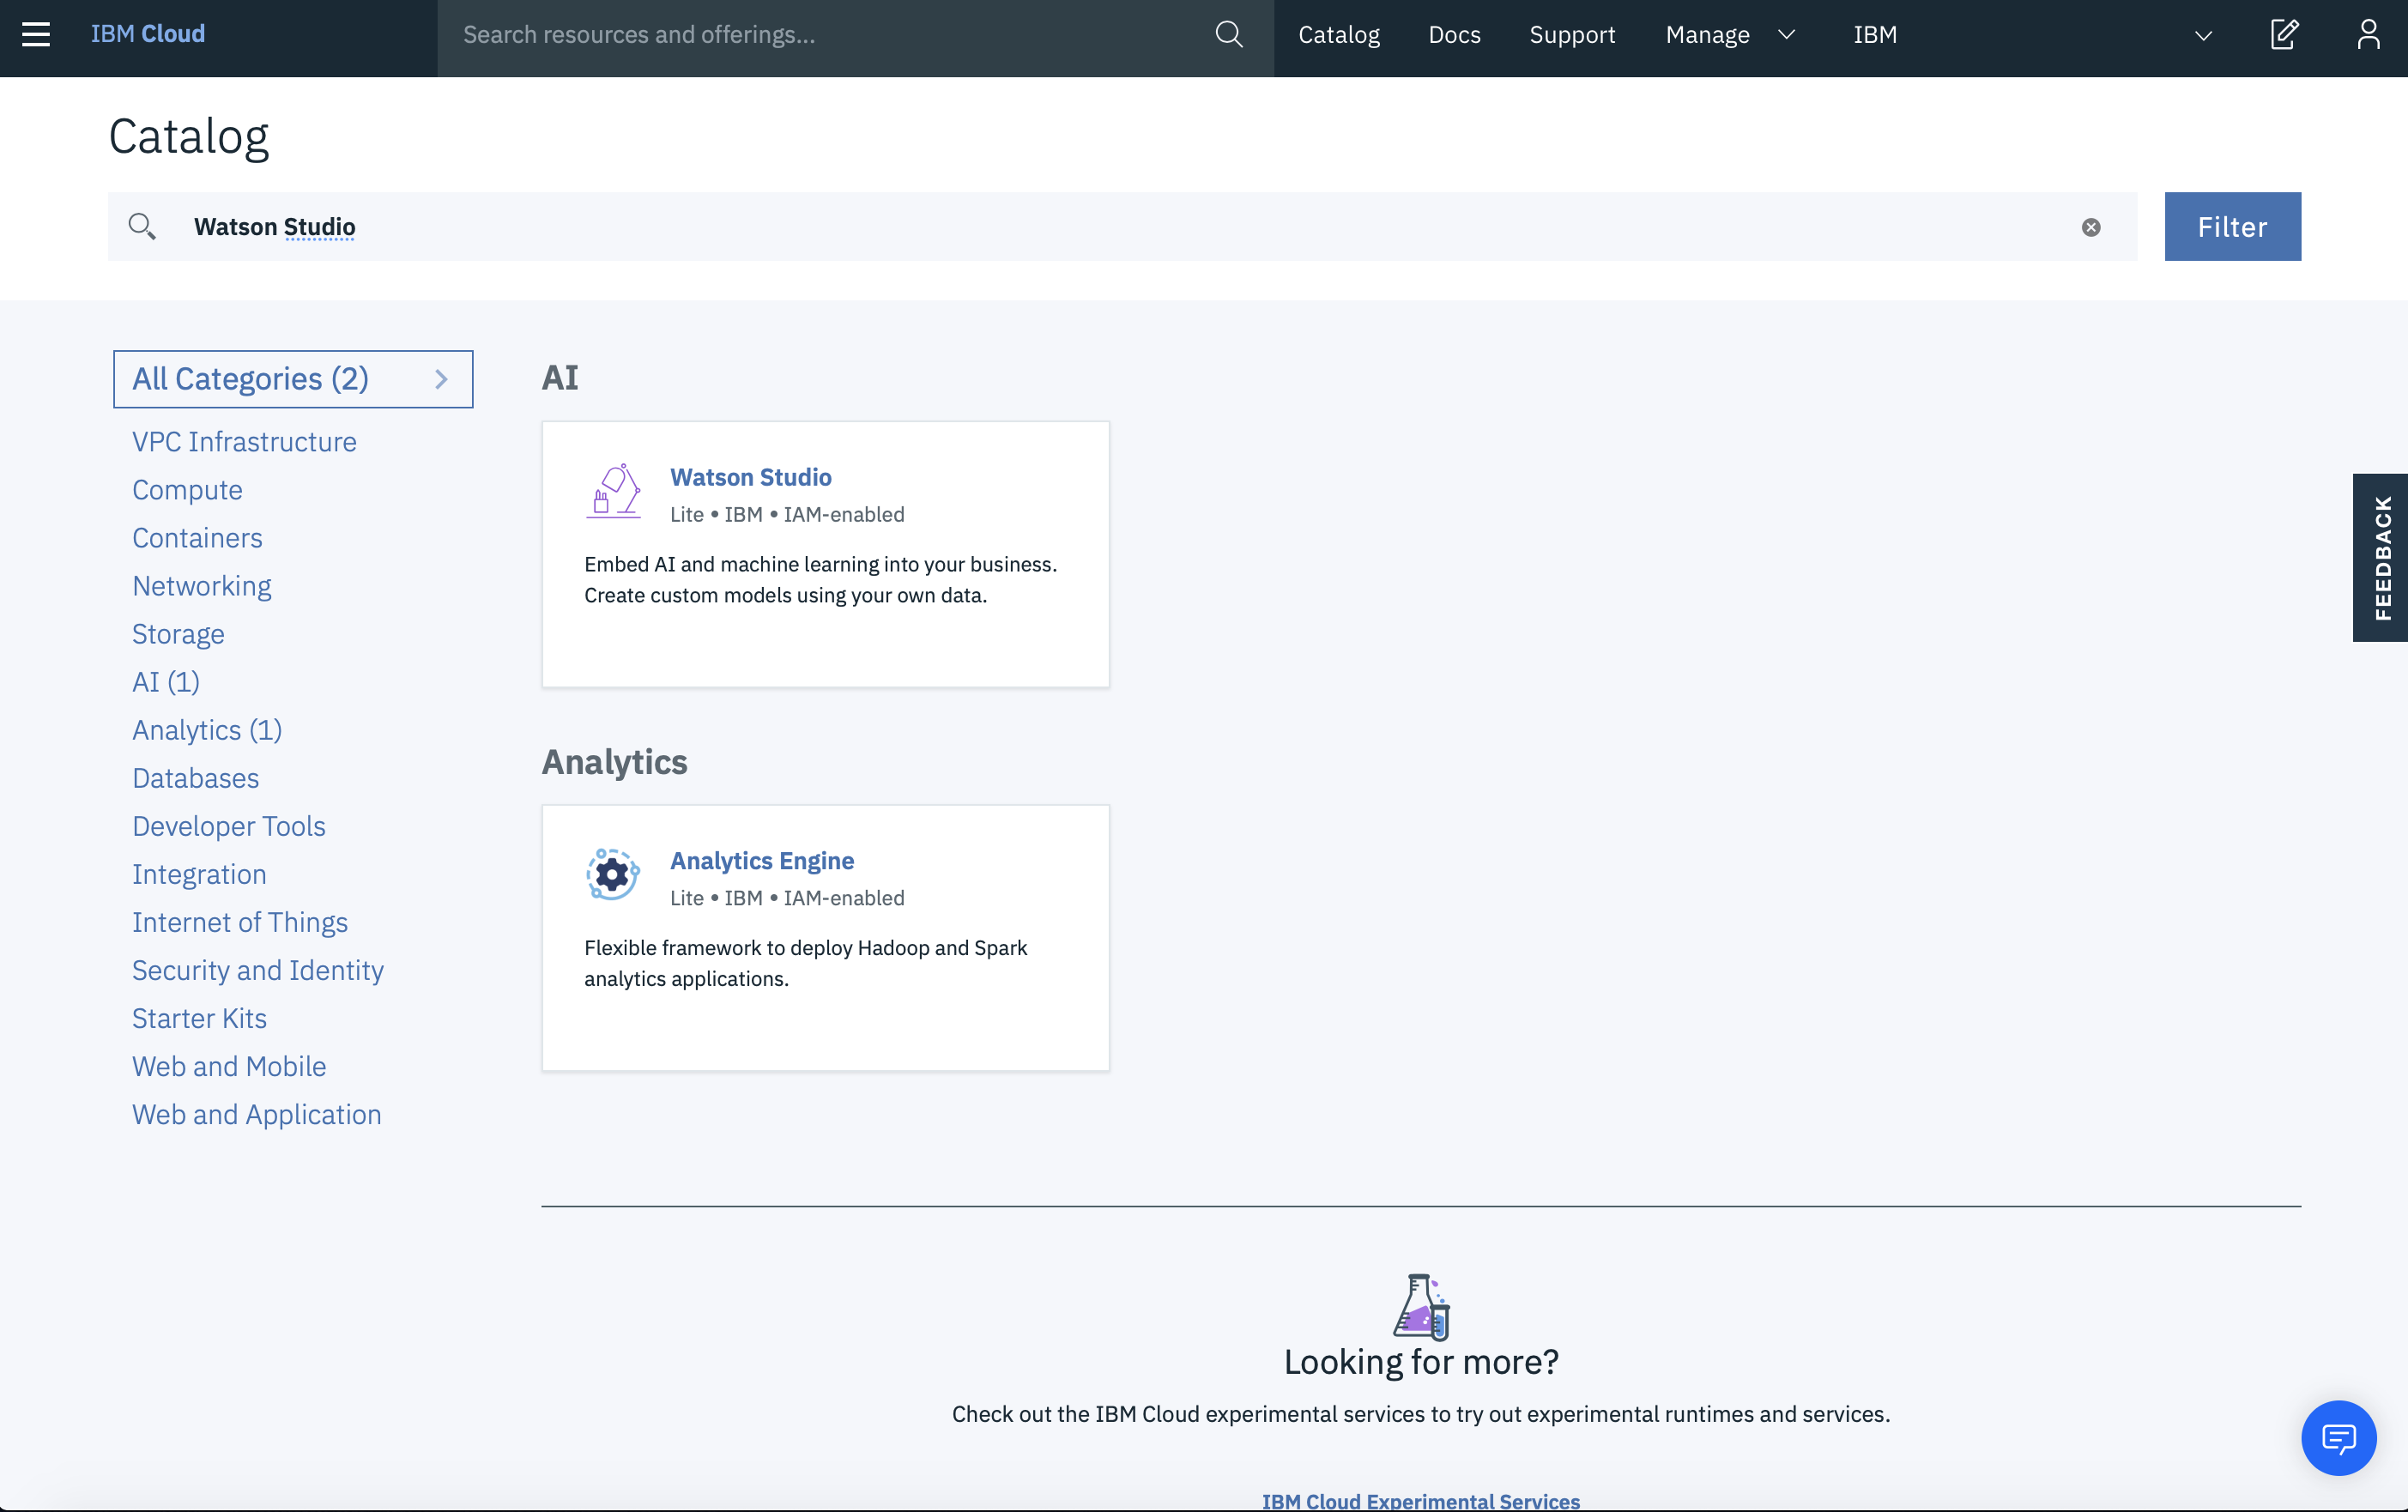 IBM Cloud
Search resources and offerings...
Catalog
Docs
Support
Manage
IBM
Catalog
Watson Studio
Filter
All Categories (2)
VPC Infrastructure
Compute
Containers
Networking
Storage
AI (1)
Analytics (1)
Databases
Developer Tools
Integration
Internet of Things
Security and Identity
Starter Kits
Web and Mobile
Web and Application
AI
Watson Studio
Lite • IBM • IAM-enabled
Embed AI and machine learning into your business.
Create custom models using your own data.
Analytics
Analytics Engine
Lite • IBM • IAM-enabled
Flexible framework to deploy Hadoop and Spark
analytics applications.
FEEDBACK
Looking for more?
Check out the IBM Cloud experimental services to try out experimental runtimes and services.
IBM Cloud Experimental Services